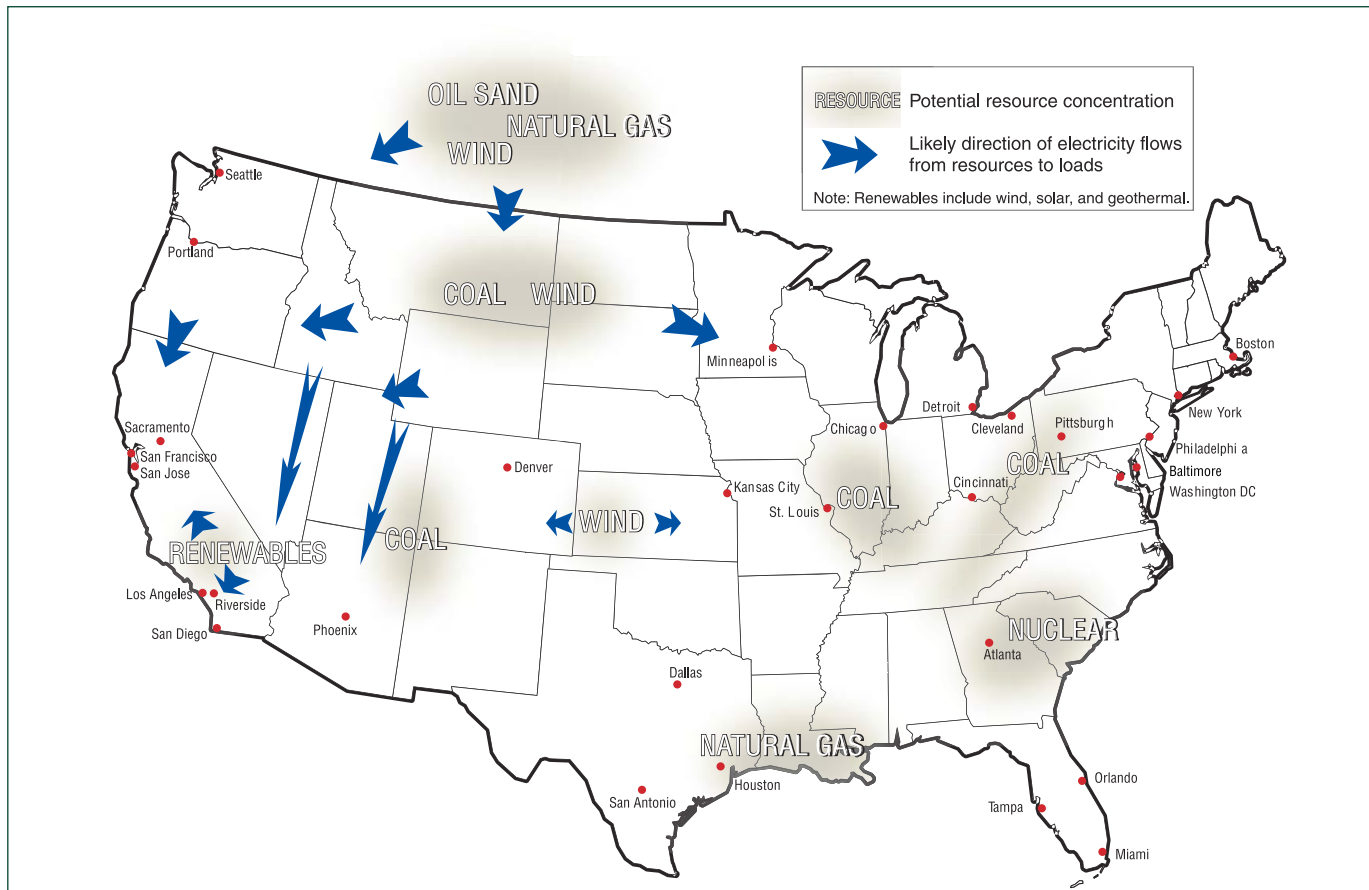 OIL SAND
NATURAL GAS
WIND
RESOURCE Potential resource concentration
Likely direction of electricity flows
from resources to loads
Note: Renewables include wind, solar, and geothermal.
Seattle
Portland
COAL WIND
Minneapol is
Boston
Detroit
New York
Cleveland
Chicago
Pittsburg h
Sacramento
Philadelphi a
San Francisco
San Jose
Denver
COAL
Baltimore
Kansas City
Cincinnati
Washington DC
COAL
St. Louis
WIND
COAL
RENEWABLES
Los Angeles
Riverside
San Diego
Phoenix
NUCLEAR
Atlanta
Dallas
NATURAL GAS
Houston
San Antonio
Orlando
Tampa
Miami